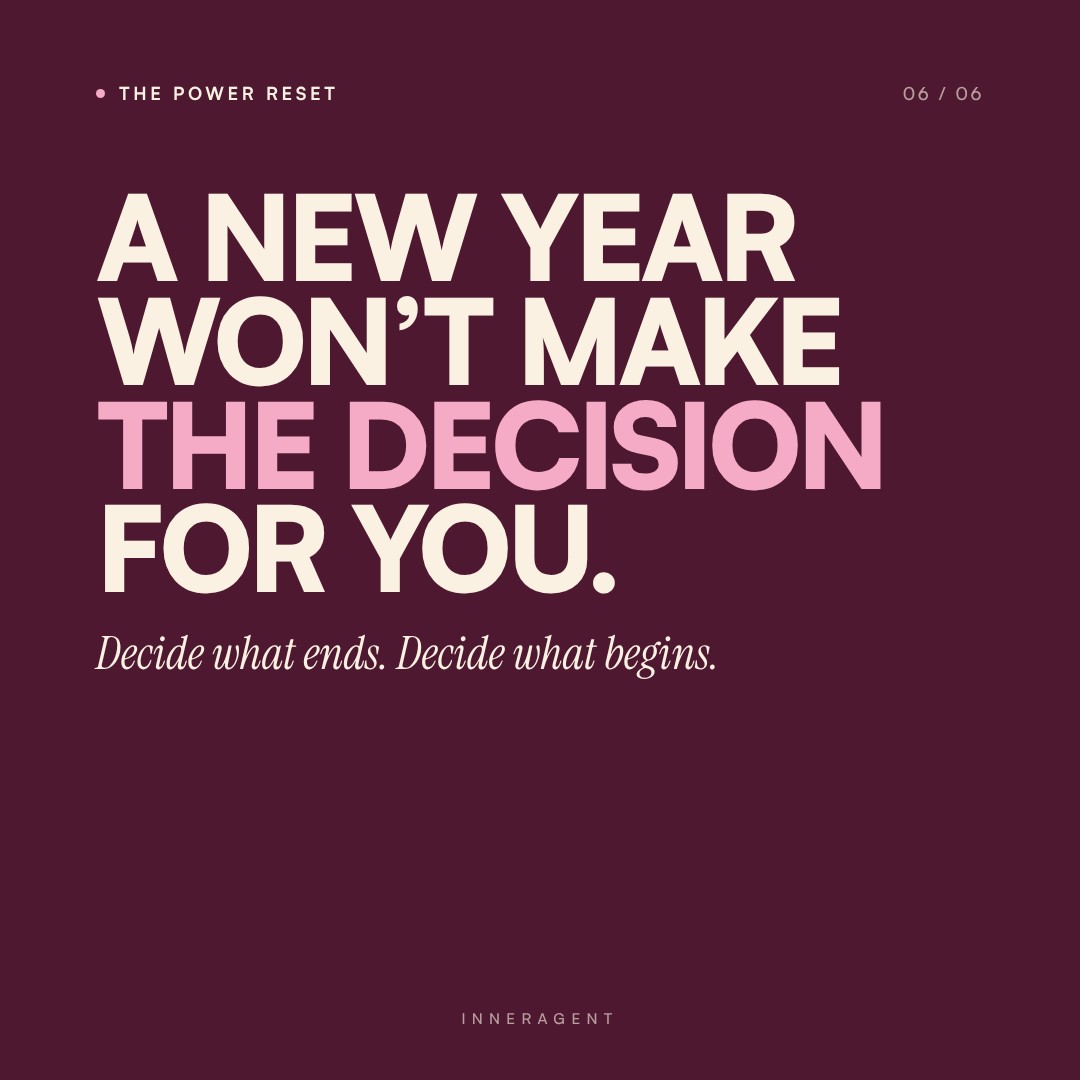 THE POWER RESET
06 / 06
A NEW YEAR
WON’T MAKE
THE DECISION
FOR YOU.
Decide what ends. Decide what begins.
INNERAGENT